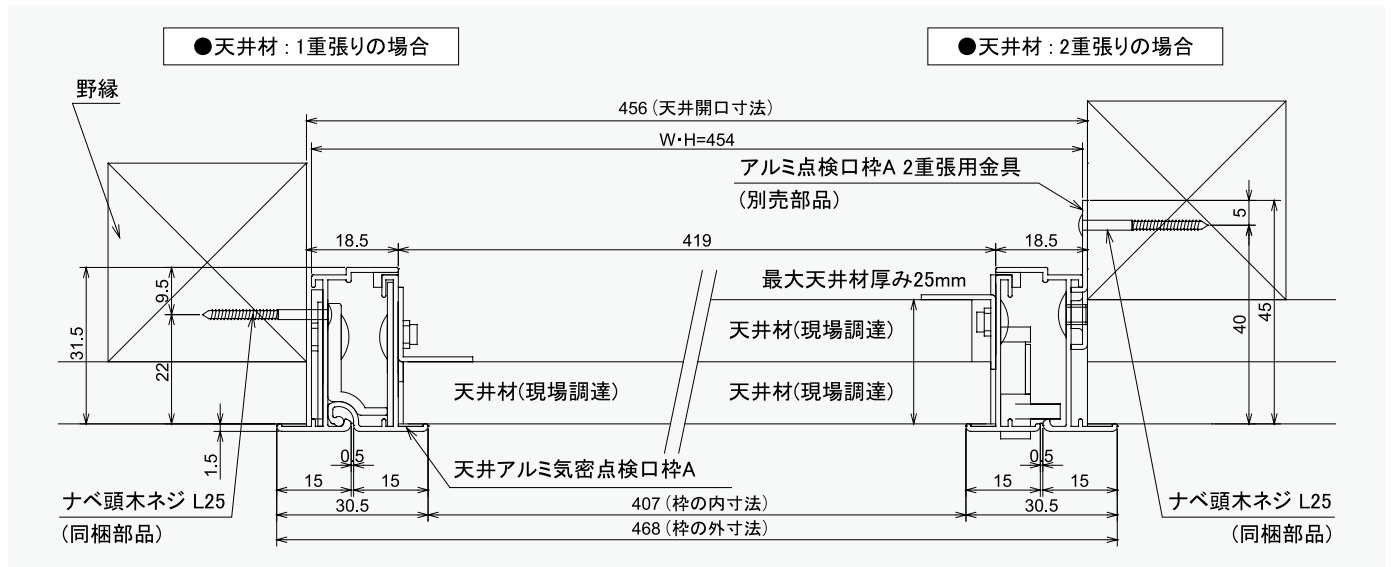 ●天井材：1重張りの場合
●天井材：2重張りの場合
野縁
456（天井開口寸法）
W・H=454
アルミ点検口枠A 2重張用金具
(別売部品)
5
18.5
419
18.5
9.5
最大天井材厚み25mm
31.5
22
天井材(現場調達)
40
45
天井材(現場調達)
天井材(現場調達)
1.5
0.5
15
15
天井アルミ気密点検口枠A
0.5
15
15
ナベ頭木ネジ L25
(同梱部品)
30.5
407（枠の内寸法）
30.5
468（枠の外寸法）
ナベ頭木ネジ L25
(同梱部品)